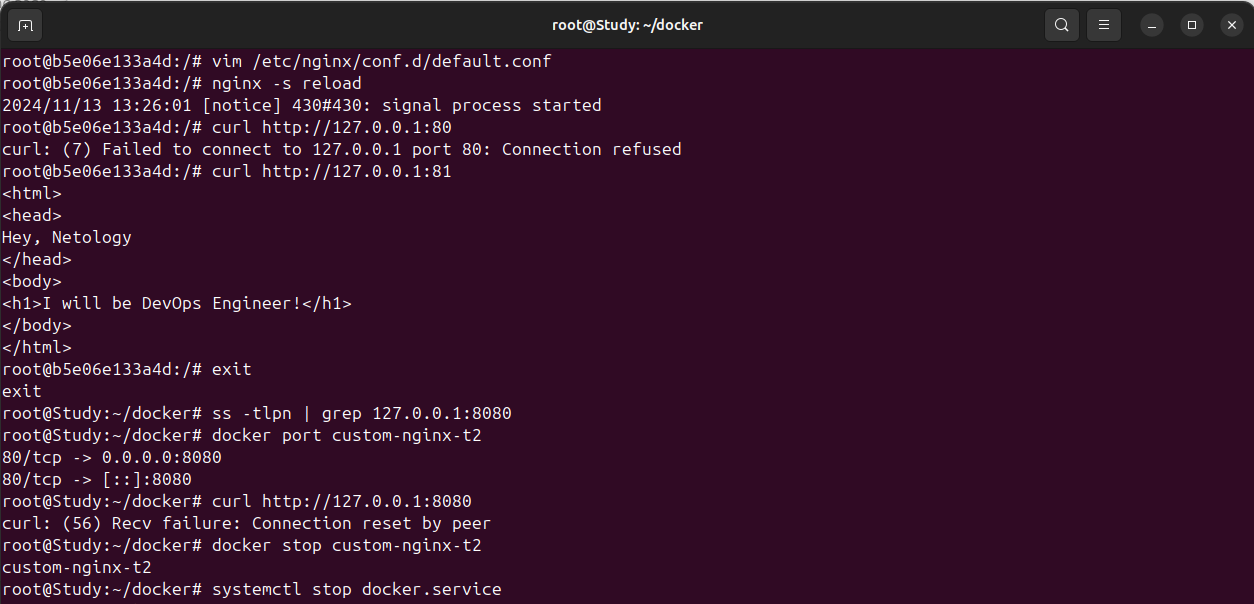 root@Study: ~/docker
root@b5e06e133a4d:/# vim /etc/nginx/conf.d/default.conf
root@b5e06e133a4d:/# nginx -s reload
2024/11/13 13:26:01 [notice] 430#430: signal process started
root@b5e06e133a4d:/# curl http://127.0.0.1:80
curl: (7) Failed to connect to 127.0.0.1 port 80: Connection refused
root@b5e06e133a4d:/# curl http://127.0.0.1:81
<html>
<head>
Hey, Netology
</head>
<body>
<h1>I will be DevOps Engineer!</h1>
</body>
</html>
root@b5e06e133a4d:/# exit
exit
root@Study:~/docker# ss -tlpn | grep 127.0.0.1:8080
root@Study:~/docker# docker port custom-nginx-t2
80/tcp -> 0.0.0.0:8080
80/tcp -> [::]:8080
root@Study:~/docker# curl http://127.0.0.1:8080
curl: (56) Recv failure: Connection reset by peer
root@Study:~/docker# docker stop custom-nginx-t2
custom-nginx-t2
root@Study:~/docker# systemctl stop docker.service